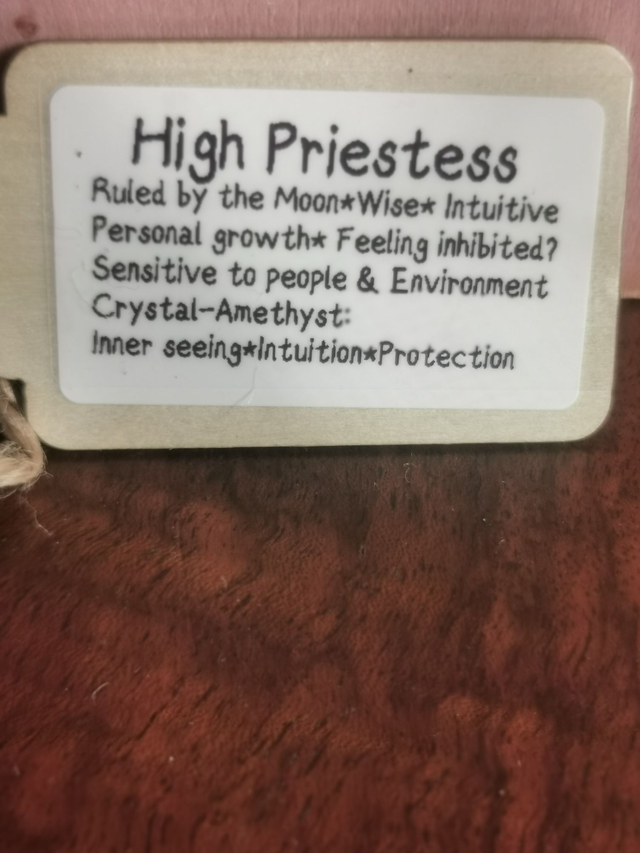 High Priestess
Ruled by the Moon*Wise* Intuitive
Personal growth* Feeling inhibited?
Sensitive to people & Environment
Crystal-Amethyst:
Inner seeing*Intuition*Protection